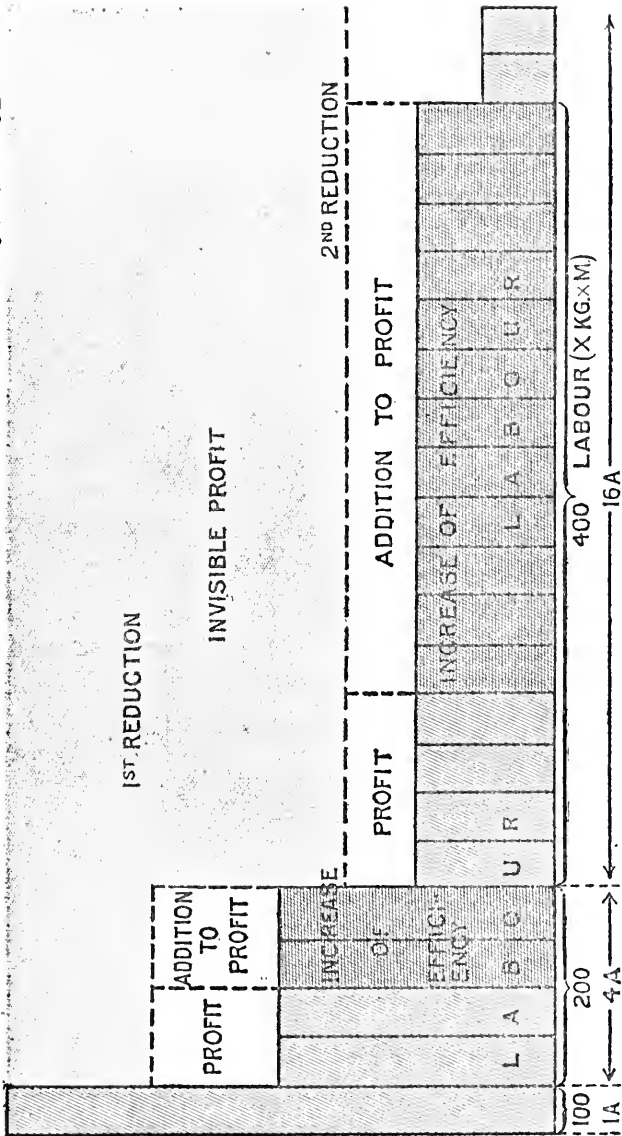 1ST. REDUCTION
INVISIBLE PROFIT
2ND REDUCTION
ADDITION
TO
PROFIT
PROFIT
PROFIT
ADDITION TO PROFIT
INCREASE
OF
EFFICI-
ENCY
INCREASE OF EFFICIENCY
L A B O U R
L A B O U R
100
200
400 LABOUR (X KG.×M.)
1A
4A
16A